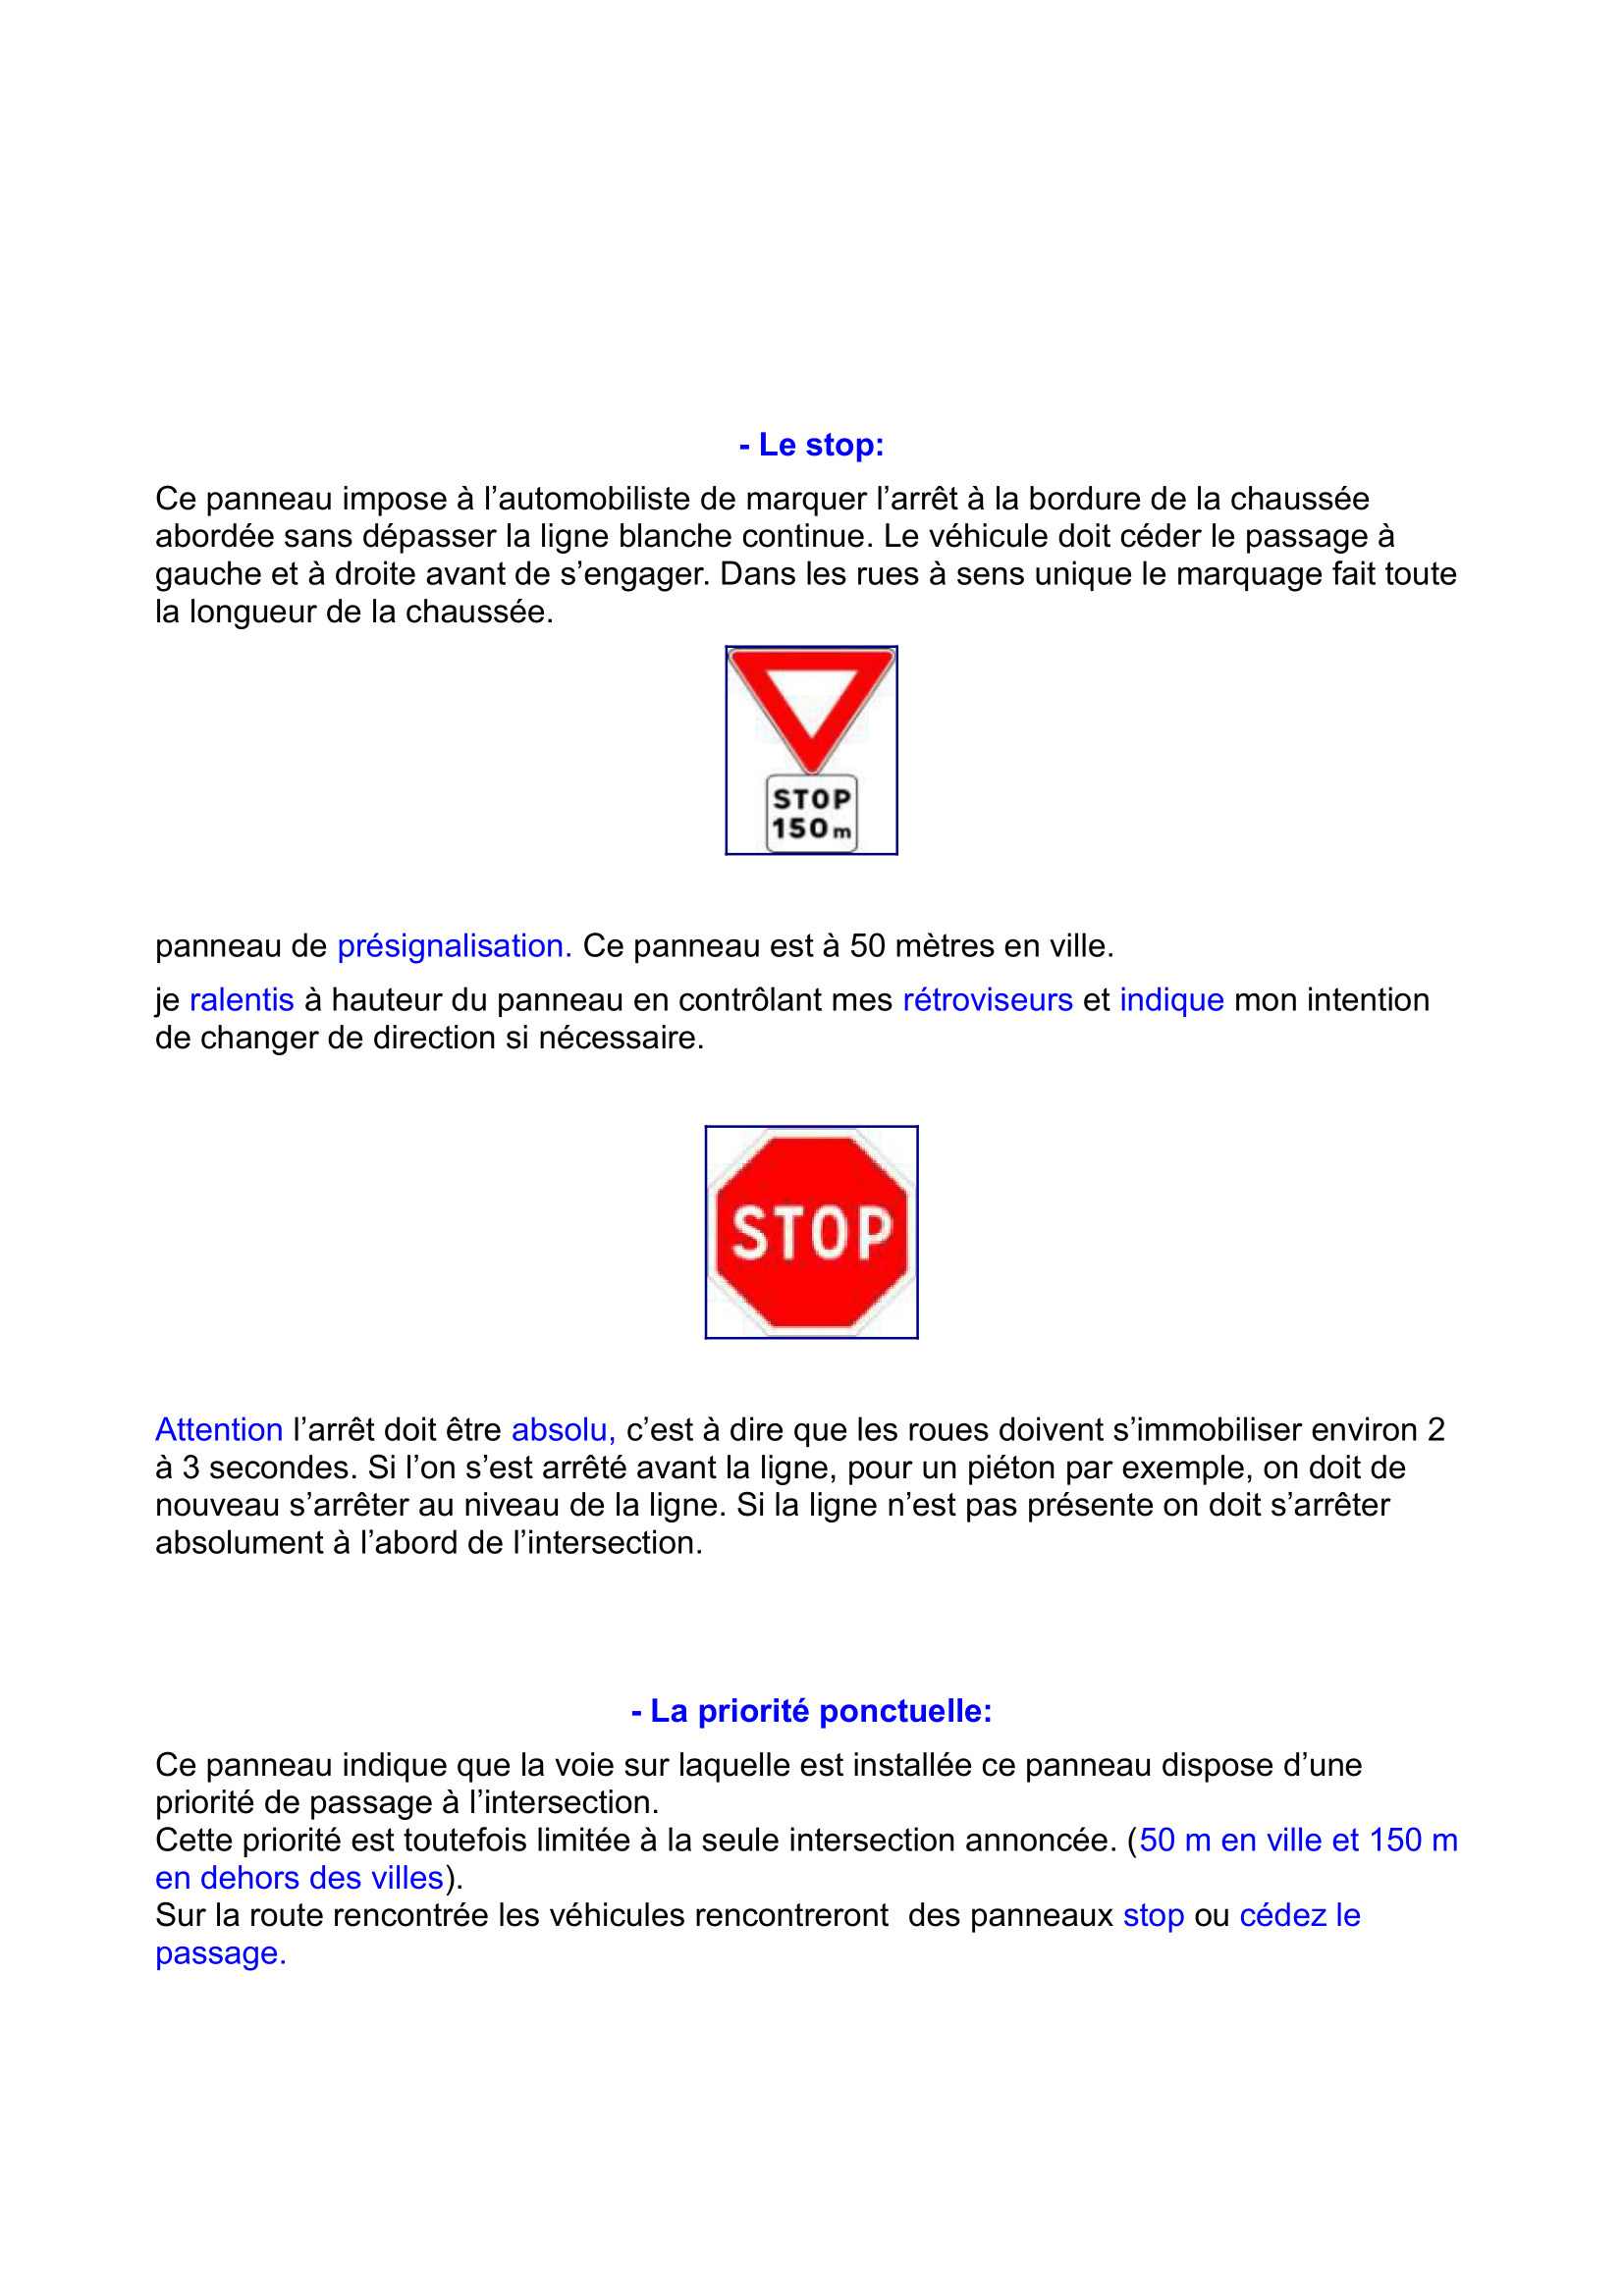 - Le stop:
Ce panneau impose à l’automobiliste de marquer l’arrêt à la bordure de la chaussée
abordée sans dépasser la ligne blanche continue. Le véhicule doit céder le passage à
gauche et à droite avant de s’engager. Dans les rues à sens unique le marquage fait toute
la longueur de la chaussée.
STOP
150 m
panneau de présignalisation. Ce panneau est à 50 mètres en ville.
je ralentis à hauteur du panneau en contrôlant mes rétroviseurs et indique mon intention
de changer de direction si nécessaire.
STOP
Attention l’arrêt doit être absolu, c’est à dire que les roues doivent s’immobiliser environ 2
à 3 secondes. Si l’on s’est arrêté avant la ligne, pour un piéton par exemple, on doit de
nouveau s’arrêter au niveau de la ligne. Si la ligne n’est pas présente on doit s’arrêter
absolument à l’abord de l’intersection.
- La priorité ponctuelle:
Ce panneau indique que la voie sur laquelle est installée ce panneau dispose d’une
priorité de passage à l’intersection.
Cette priorité est toutefois limitée à la seule intersection annoncée. (50 m en ville et 150 m
en dehors des villes).
Sur la route rencontrée les véhicules rencontreront  des panneaux stop ou cédez le
passage.